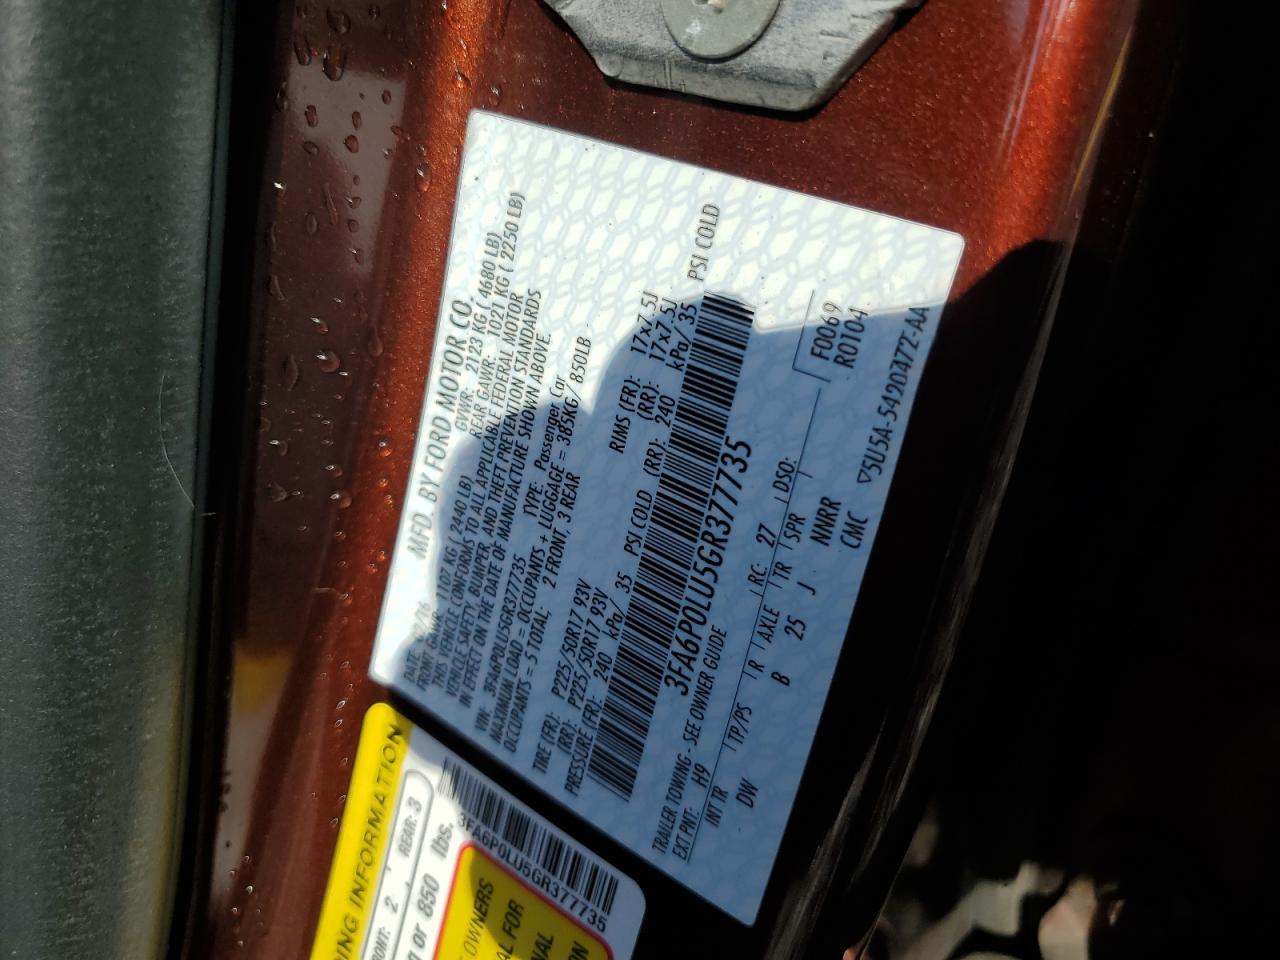 MFD. BY FORD MOTOR CO.
DATE: GVWR: 2123 KG ( 4680 LB)
FRONT 1107 KG ( 2440 LB) REAR GAWR: 1021 KG ( 2250 LB)
THIS VEHICLE CONFORMS TO ALL APPLICABLE FEDERAL MOTOR
VEHICLE SAFETY, BUMPER, AND THEFT PREVENTION STANDARDS
IN EFFECT ON THE DATE OF MANUFACTURE SHOWN ABOVE.
VIN: 3FA6P0LU5GR377735 TYPE: Passenger Car
MAXIMUM LOAD = OCCUPANTS + LUGGAGE = 385KG/ 850LB
OCCUPANTS = 5 TOTAL, 2 FRONT, 3 REAR
TIRE (FR): P225/50R17 93V RIMS (FR): 17x7.5J
(RR): P225/50R17 93V (RR): 17x7.5J
PRESSURE (FR): 240 kPa/ 35 PSI COLD (RR): 240 kPa/ 35 PSI COLD
3FA6P0LU5GR377735
TRAILER TOWING - SEE OWNER GUIDE
EXT PNT: H9 RC: 27 DSO: F0069
INT TR TP/PS R AXLE TR SPR R0104
DW B 25 J NNRR
CMC 5U5A-5420472-AA
INFORMATION
FRONT: 2 REAR: 3
or 850 lbs.
3FA6P0LU5GR377735
OWNERS
FOR